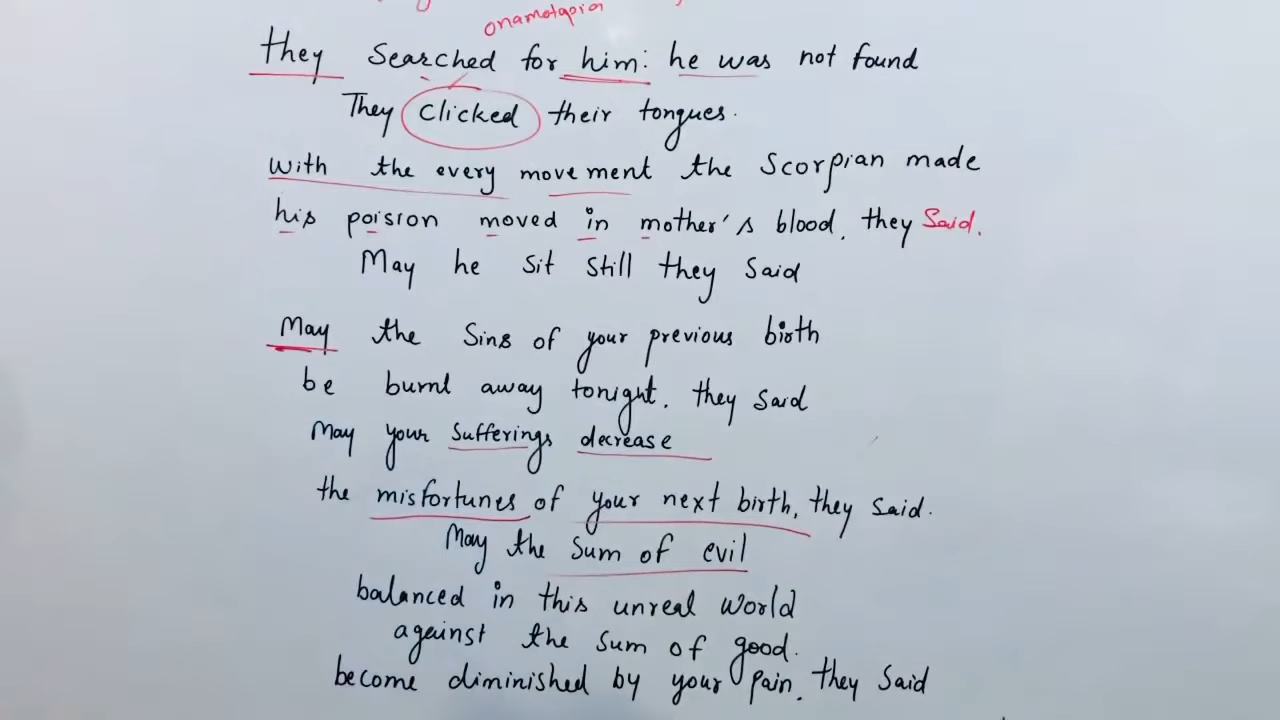 onamotapoia
They searched for him: he was not found
They clicked their tongues.
with the every movement the Scorpian made
his poision moved in mother's blood, they said.
May he sit still they said
May the sins of your previous birth
be burnt away tonight, they said
May your sufferings decrease
the misfortunes of your next birth, they said.
May the sum of evil
balanced in this unreal world
against the sum of good.
become diminished by your pain, they said